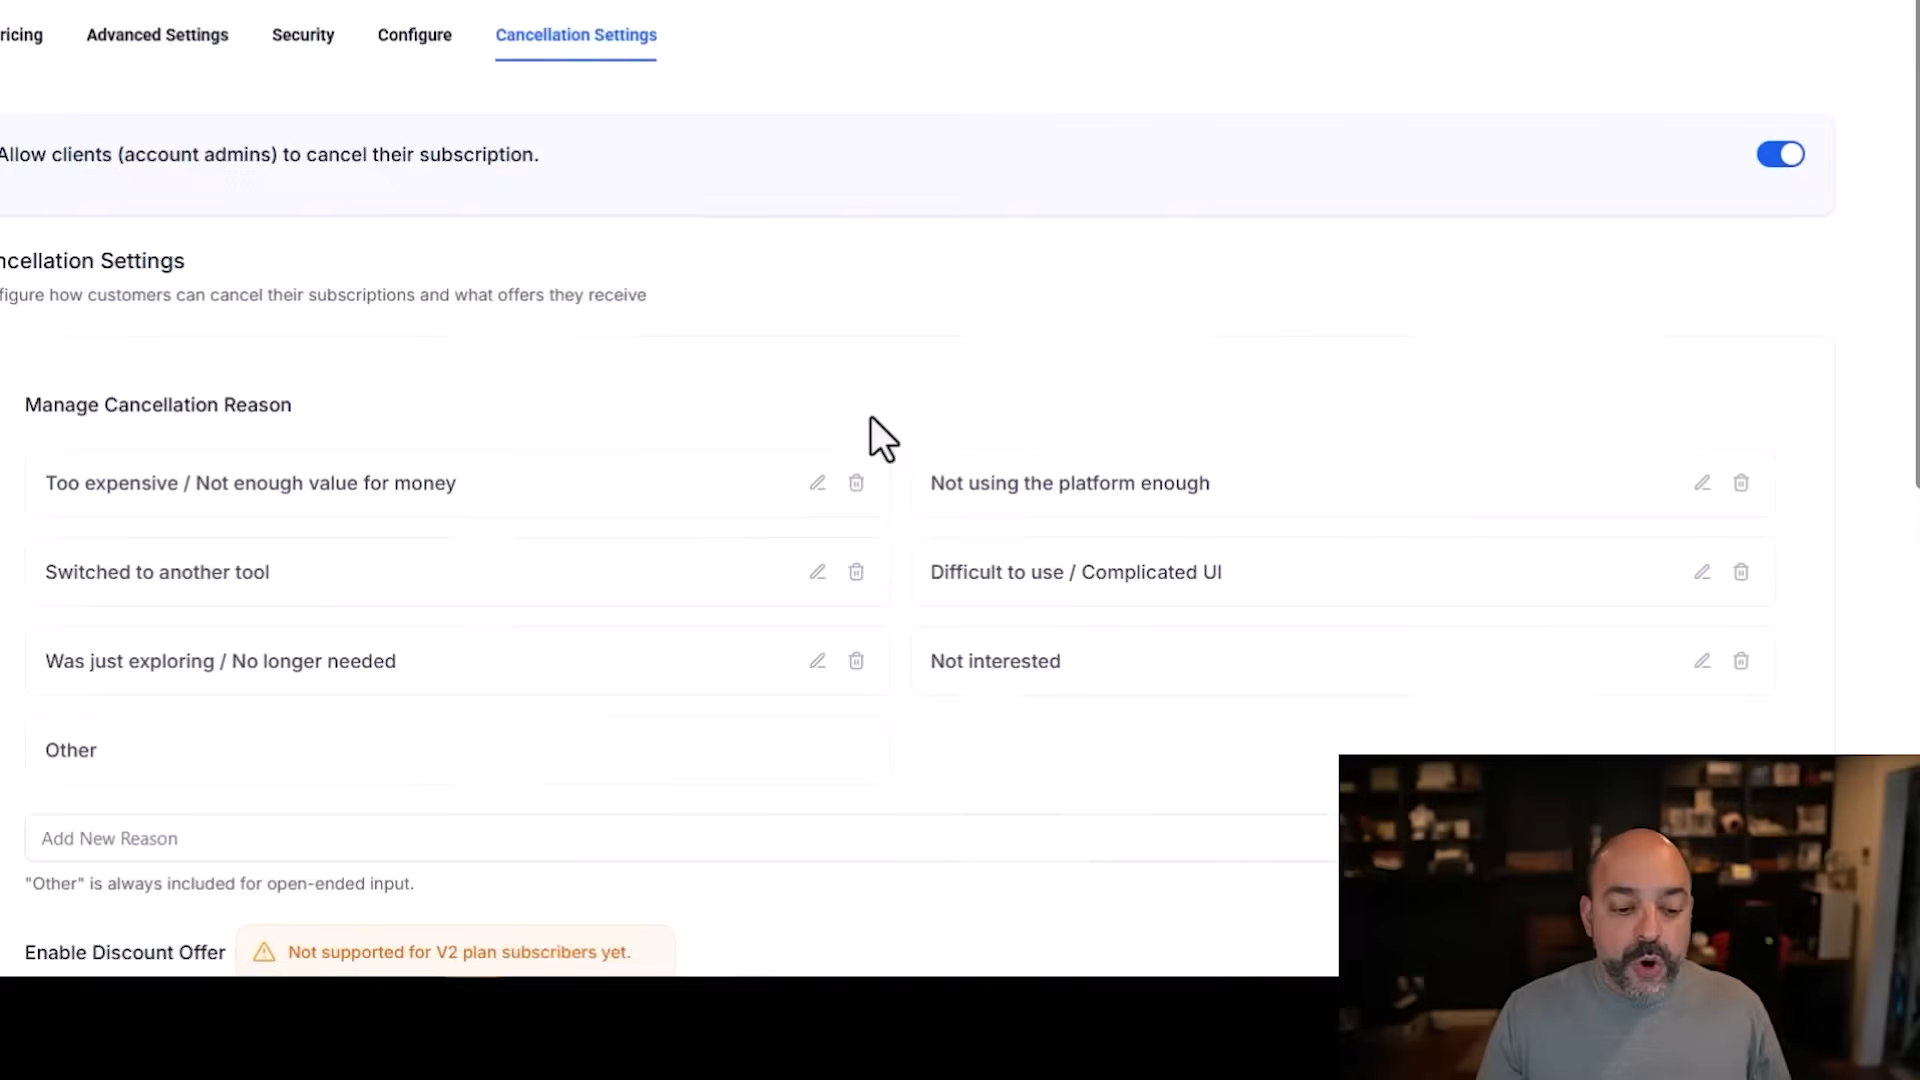 ricing Advanced Settings Security Configure Cancellation Settings
Allow clients (account admins) to cancel their subscription.
ncellation Settings
figure how customers can cancel their subscriptions and what offers they receive
Manage Cancellation Reason
Too expensive / Not enough value for money
Not using the platform enough
Switched to another tool
Difficult to use / Complicated UI
Was just exploring / No longer needed
Not interested
Other
Add New Reason
"Other" is always included for open-ended input.
Enable Discount Offer Not supported for V2 plan subscribers yet.